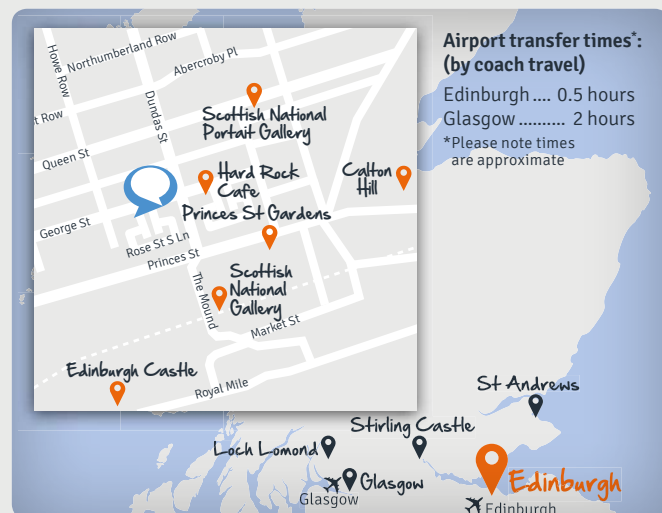 Airport transfer times*:
(by coach travel)
Edinburgh .... 0.5 hours
Glasgow .......... 2 hours
*Please note times
are approximate
Howe Row
Northumberland Row
Abercroby Pl
t Row
Dundas St
Scottish National
Portait Gallery
Queen St
Hard Rock
Cafe
Calton
Hill
Princes St Gardens
George St
Rose St S Ln
Princes St
The Mound
Scottish
National
Gallery
Market St
Edinburgh Castle
Royal Mile
St Andrews
Stirling Castle
Loch Lomond
Glasgow
Glasgow
Edinburgh
Edinburgh